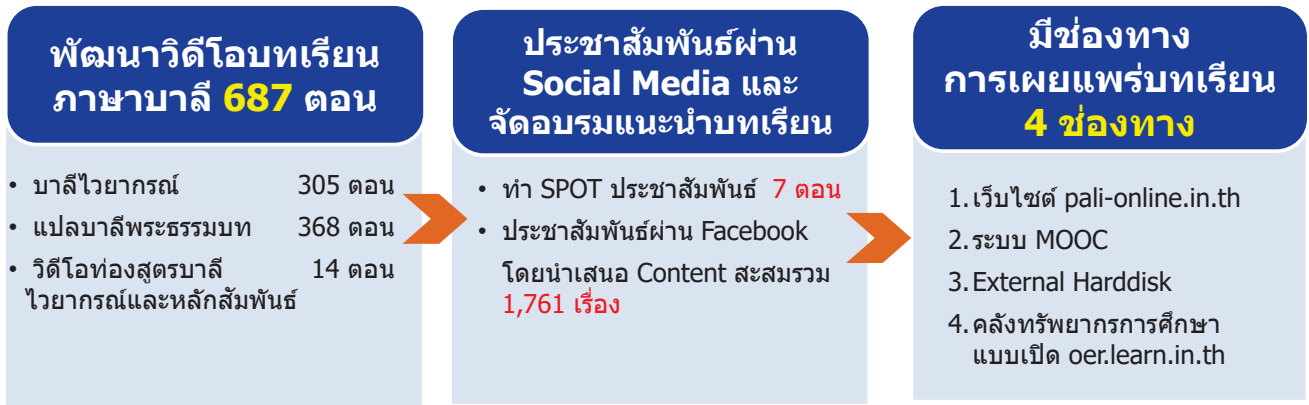 พัฒนาวิดีโอบทเรียน
ภาษาบาลี 687 ตอน
• บาลีไวยากรณ์ 305 ตอน
• แปลบาลีพระธรรมบท 368 ตอน
• วิดีโอท่องสูตรบาลี 14 ตอน
ไวยากรณ์และหลักสัมพันธ์
ประชาสัมพันธ์ผ่าน
Social Media และ
จัดอบรมแนะนำบทเรียน
• ทำ SPOT ประชาสัมพันธ์ 7 ตอน
• ประชาสัมพันธ์ผ่าน Facebook
โดยนำเสนอ Content สะสมรวม
1,761 เรื่อง
มีช่องทาง
การเผยแพร่บทเรียน
4 ช่องทาง
1. เว็บไซต์ pali-online.in.th
2. ระบบ MOOC
3. External Harddisk
4. คลังทรัพยากรการศึกษา
แบบเปิด oer.learn.in.th